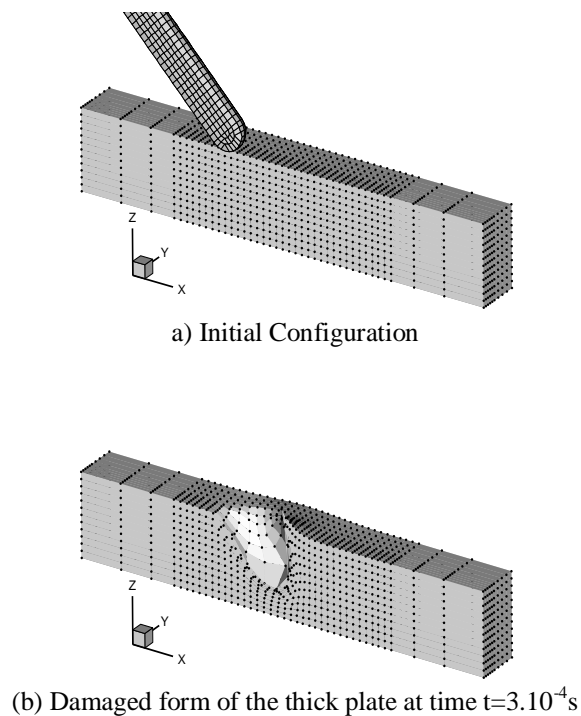 Z
Y
X
a) Initial Configuration
Z
Y
X
(b) Damaged form of the thick plate at time t=3.10⁻⁴s